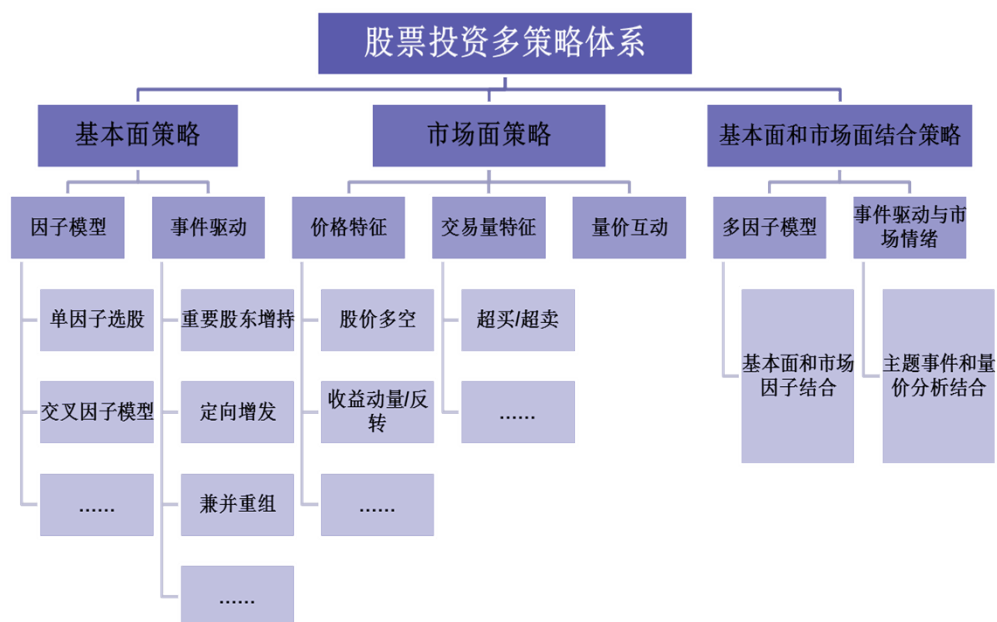 股票投资多策略体系
基本面策略
市场面策略
基本面和市场面结合策略
因子模型
事件驱动
价格特征
交易量特征
量价互动
多因子模型
事件驱动与市
场情绪
单因子选股
重要股东增持
股价多空
超买/超卖
基本面和市场
因子结合
主题事件和量
价分析结合
交叉因子模型
定向增发
收益动量/反
转
......
......
兼并重组
......
......